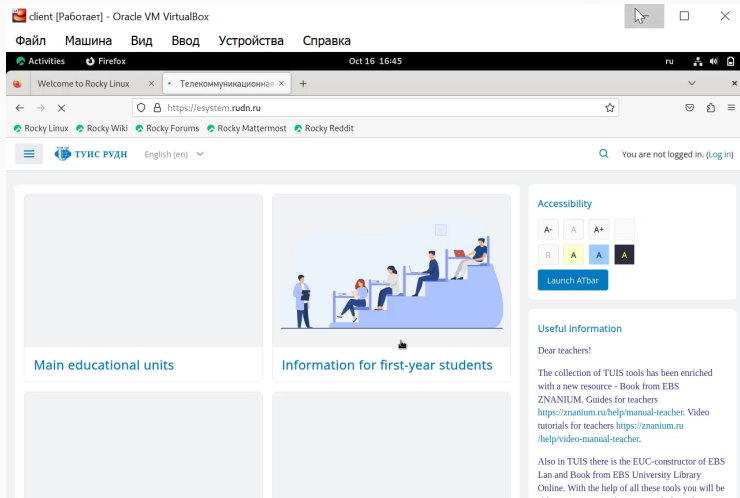 client [Работает] - Oracle VM VirtualBox
Файл Машина Вид Ввод Устройства Справка
Activities Firefox Oct 16 16:45 ru
Welcome to Rocky Linux × Телекоммуникационная × +
https://esystem.rudn.ru
Rocky Linux Rocky Wiki Rocky Forums Rocky Mattermost Rocky Reddit
ТУИС РУДН English (en) You are not logged in. (Log in)
Main educational units
Information for first-year students
Accessibility
A- A A+
R A A A
Launch ATbar
Useful information
Dear teachers!
The collection of TUIS tools has been enriched
with a new resource - Book from EBS
ZNANIUM. Guides for teachers
https://znanium.ru/help/manual-teacher. Video
tutorials for teachers https://znanium.ru
/help/video-manual-teacher.
Also in TUIS there is the EUC-constructor of EBS
Lan and Book from EBS University Library
Online. With the help of all these tools you will be